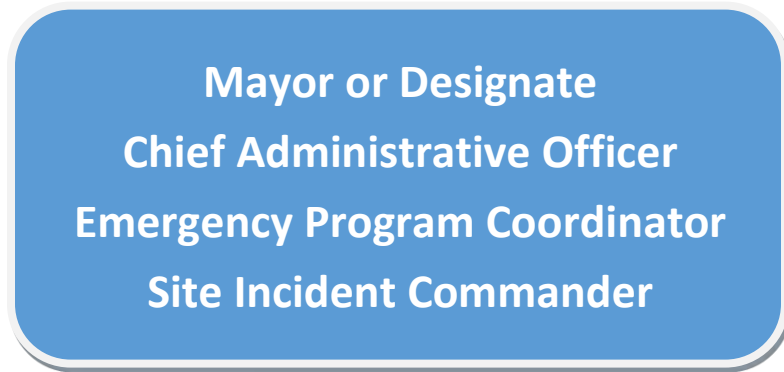 Mayor or Designate
Chief Administrative Officer
Emergency Program Coordinator
Site Incident Commander